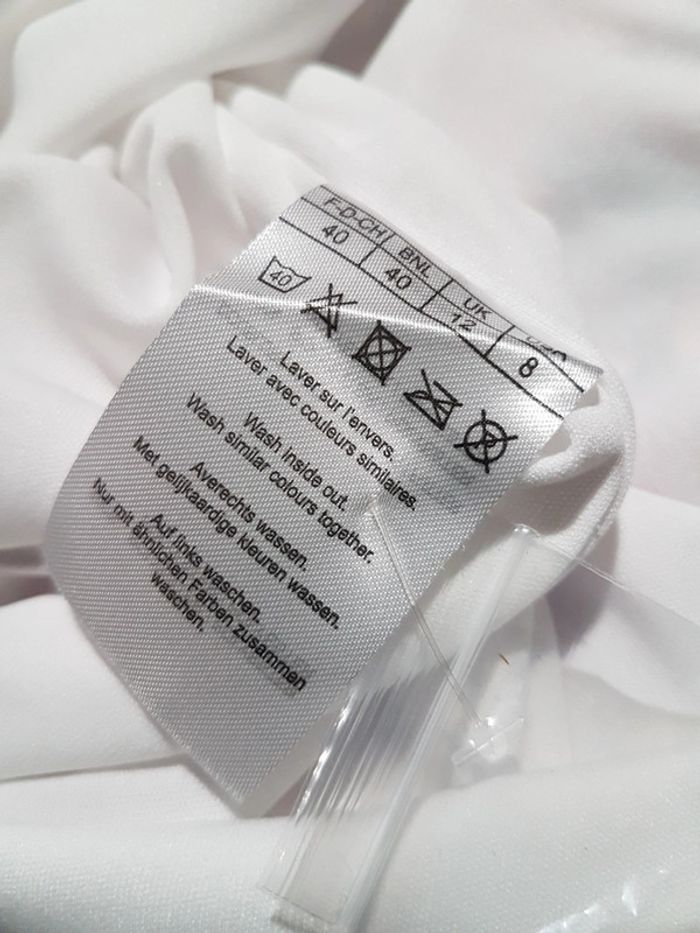 F-D-CH BNL UK
40 40 12 8
40
Laver sur l'envers.
Laver avec couleurs similaires.
Wash inside out.
Wash similar colours together.
Averechts wassen.
Met gelijkaardige kleuren wassen.
Auf links waschen.
Nur mit ähnlichen Farben zusammen
waschen.